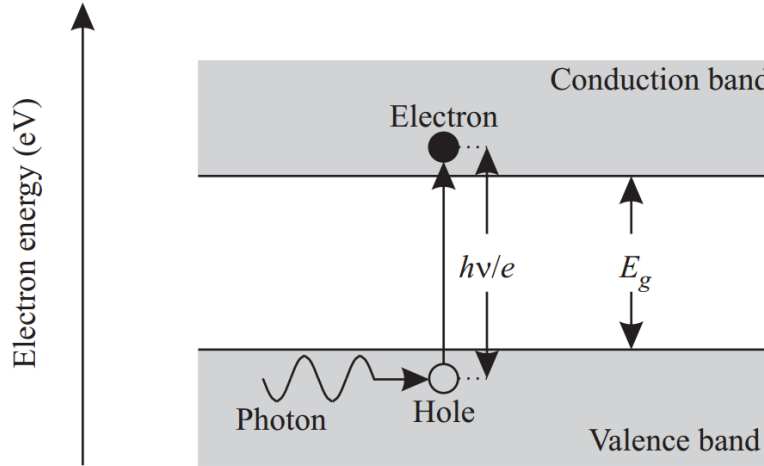 Electron energy (eV)
Conduction band
Electron
hν/e
E_g
Photon
Hole
Valence band